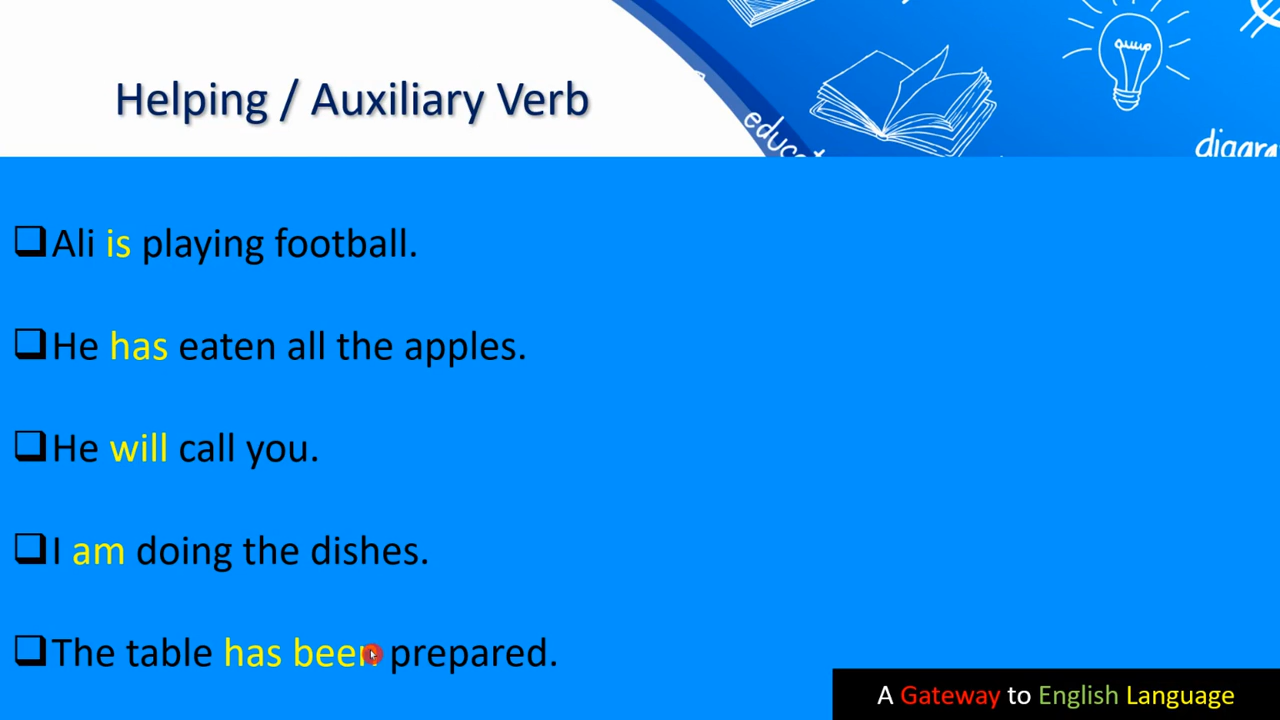 Helping / Auxiliary Verb
Ali is playing football.
He has eaten all the apples.
He will call you.
I am doing the dishes.
The table has been prepared.
A Gateway to English Language